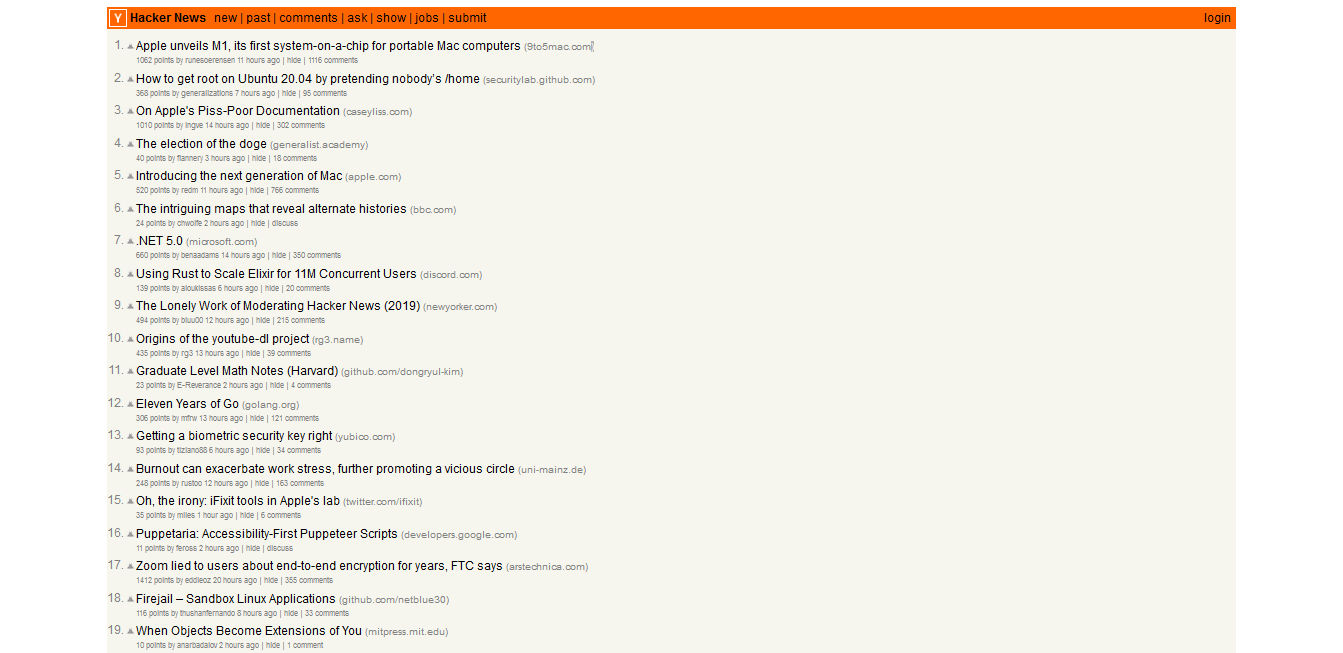 Y Hacker News new | past | comments | ask | show | jobs | submit login
1. Apple unveils M1, its first system-on-a-chip for portable Mac computers (9to5mac.com)
1062 points by runesoerensen 11 hours ago | hide | 1116 comments
2. How to get root on Ubuntu 20.04 by pretending nobody's /home (securitylab.github.com)
368 points by generalizations 7 hours ago | hide | 95 comments
3. On Apple's Piss-Poor Documentation (caseyliss.com)
1010 points by ingve 14 hours ago | hide | 302 comments
4. The election of the doge (generalist.academy)
40 points by flannery 3 hours ago | hide | 18 comments
5. Introducing the next generation of Mac (apple.com)
520 points by redm 11 hours ago | hide | 766 comments
6. The intriguing maps that reveal alternate histories (bbc.com)
24 points by chwolfe 2 hours ago | hide | discuss
7. .NET 5.0 (microsoft.com)
660 points by benaadams 14 hours ago | hide | 350 comments
8. Using Rust to Scale Elixir for 11M Concurrent Users (discord.com)
139 points by aloukissas 6 hours ago | hide | 20 comments
9. The Lonely Work of Moderating Hacker News (2019) (newyorker.com)
494 points by bluu00 12 hours ago | hide | 215 comments
10. Origins of the youtube-dl project (rg3.name)
435 points by rg3 13 hours ago | hide | 39 comments
11. Graduate Level Math Notes (Harvard) (github.com/dongryul-kim)
23 points by E-Reverance 2 hours ago | hide | 4 comments
12. Eleven Years of Go (golang.org)
306 points by mfrw 13 hours ago | hide | 121 comments
13. Getting a biometric security key right (yubico.com)
93 points by tiziano88 6 hours ago | hide | 34 comments
14. Burnout can exacerbate work stress, further promoting a vicious circle (uni-mainz.de)
248 points by rustoo 12 hours ago | hide | 163 comments
15. Oh, the irony: iFixit tools in Apple's lab (twitter.com/ifixit)
35 points by miles 1 hour ago | hide | 6 comments
16. Puppetaria: Accessibility-First Puppeteer Scripts (developers.google.com)
11 points by feross 2 hours ago | hide | discuss
17. Zoom lied to users about end-to-end encryption for years, FTC says (arstechnica.com)
1412 points by eddieoz 20 hours ago | hide | 355 comments
18. Firejail – Sandbox Linux Applications (github.com/netblue30)
116 points by thushanfernando 8 hours ago | hide | 33 comments
19. When Objects Become Extensions of You (mitpress.mit.edu)
10 points by anarbadalov 2 hours ago | hide | 1 comment